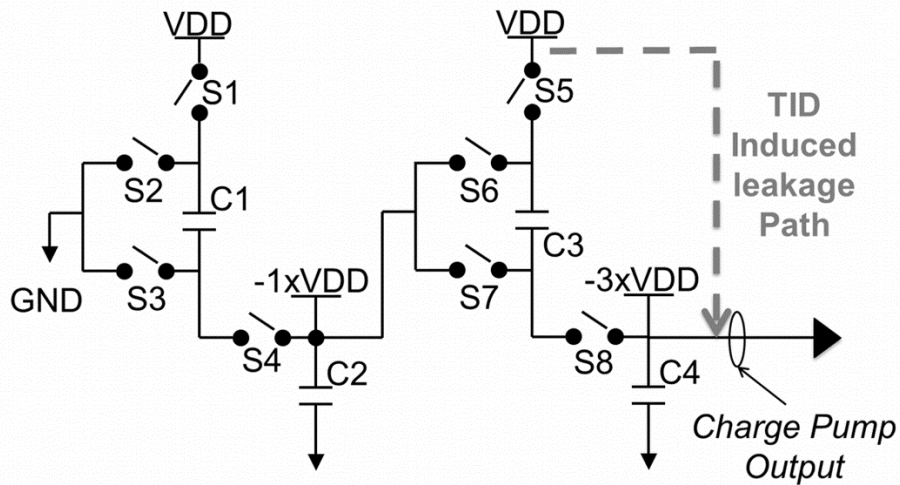 VDD
S1
S2
C1
S3
GND
S4
-1xVDD
C2
VDD
S5
S6
C3
S7
S8
-3xVDD
C4
TID
Induced
leakage
Path
Charge Pump
Output